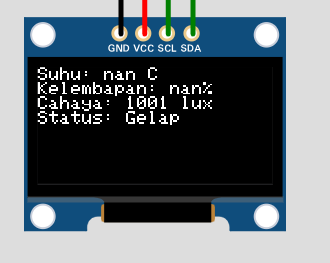 GND VCC SCL SDA
Suhu: nan C
Kelembapan: nan%
Cahaya: 1001 lux
Status: Gelap